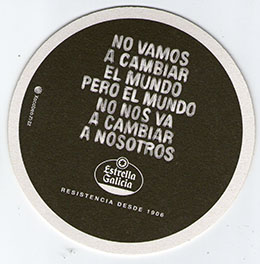 NO VAMOS
A CAMBIAR
EL MUNDO
PERO EL MUNDO
NO NOS VA
A CAMBIAR
A NOSOTROS
Estrella
Galicia
RESISTENCIA DESDE 1906